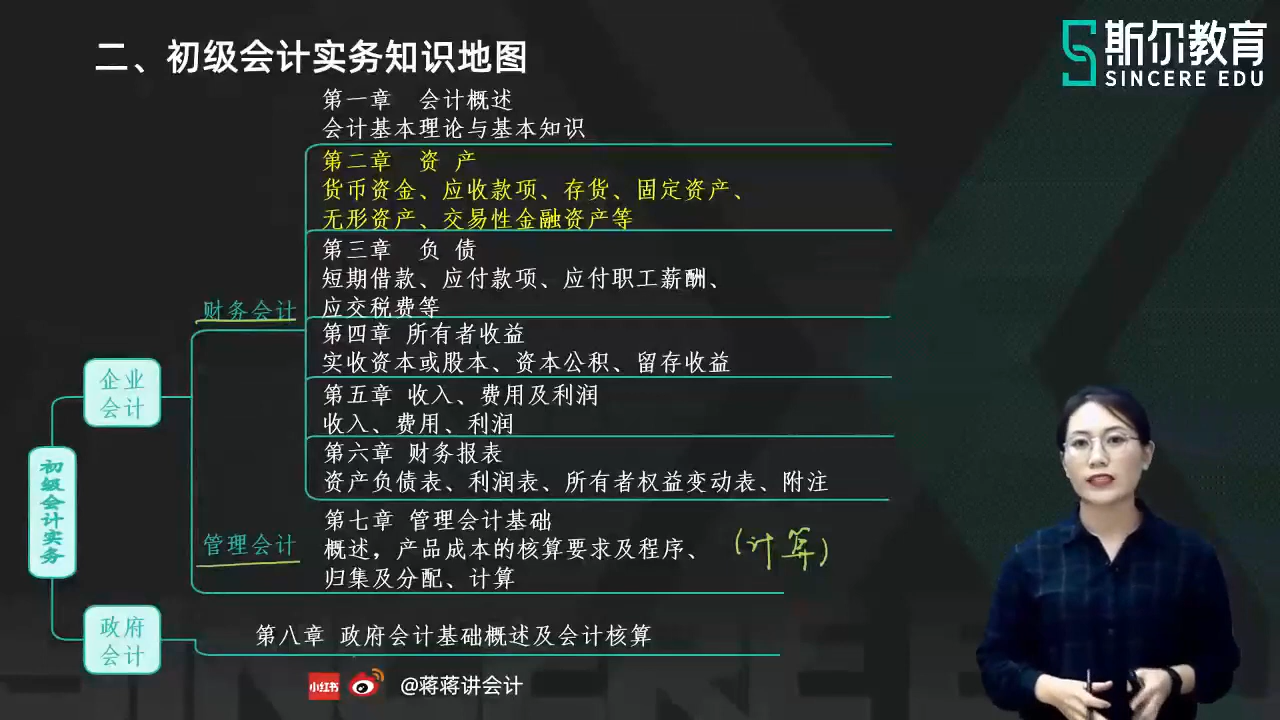 二、初级会计实务知识地图
斯尔教育
SINCERE EDU
第一章 会计概述
会计基本理论与基本知识
第二章 资 产
货币资金、应收款项、存货、固定资产、
无形资产、交易性金融资产等
第三章 负 债
短期借款、应付款项、应付职工薪酬、
应交税费等
财务会计
第四章 所有者收益
实收资本或股本、资本公积、留存收益
企业
会计
第五章 收入、费用及利润
收入、费用、利润
第六章 财务报表
资产负债表、利润表、所有者权益变动表、附注
初级会计实务
管理会计
第七章 管理会计基础
概述，产品成本的核算要求及程序、
归集及分配、计算
(计算)
政府
会计
第八章 政府会计基础概述及会计核算
小红书
@蒋蒋讲会计
SINCERE